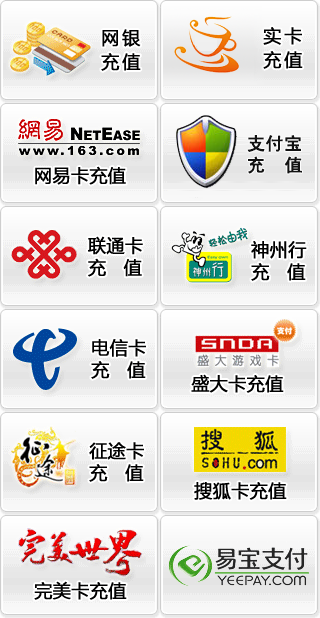 网银
充值
实卡
充值
網易 NETEASE
www.163.com
网易卡充值
支付宝
充 值
联通卡
充 值
轻松由我
神州行
神州行
充 值
电信卡
充 值
支付
SNDA
盛大游戏卡
盛大卡充值
征途
征途卡
充 值
搜狐
SOHU.com
搜狐卡充值
完美世界
完美卡充值
易宝支付
YEEPAY.COM